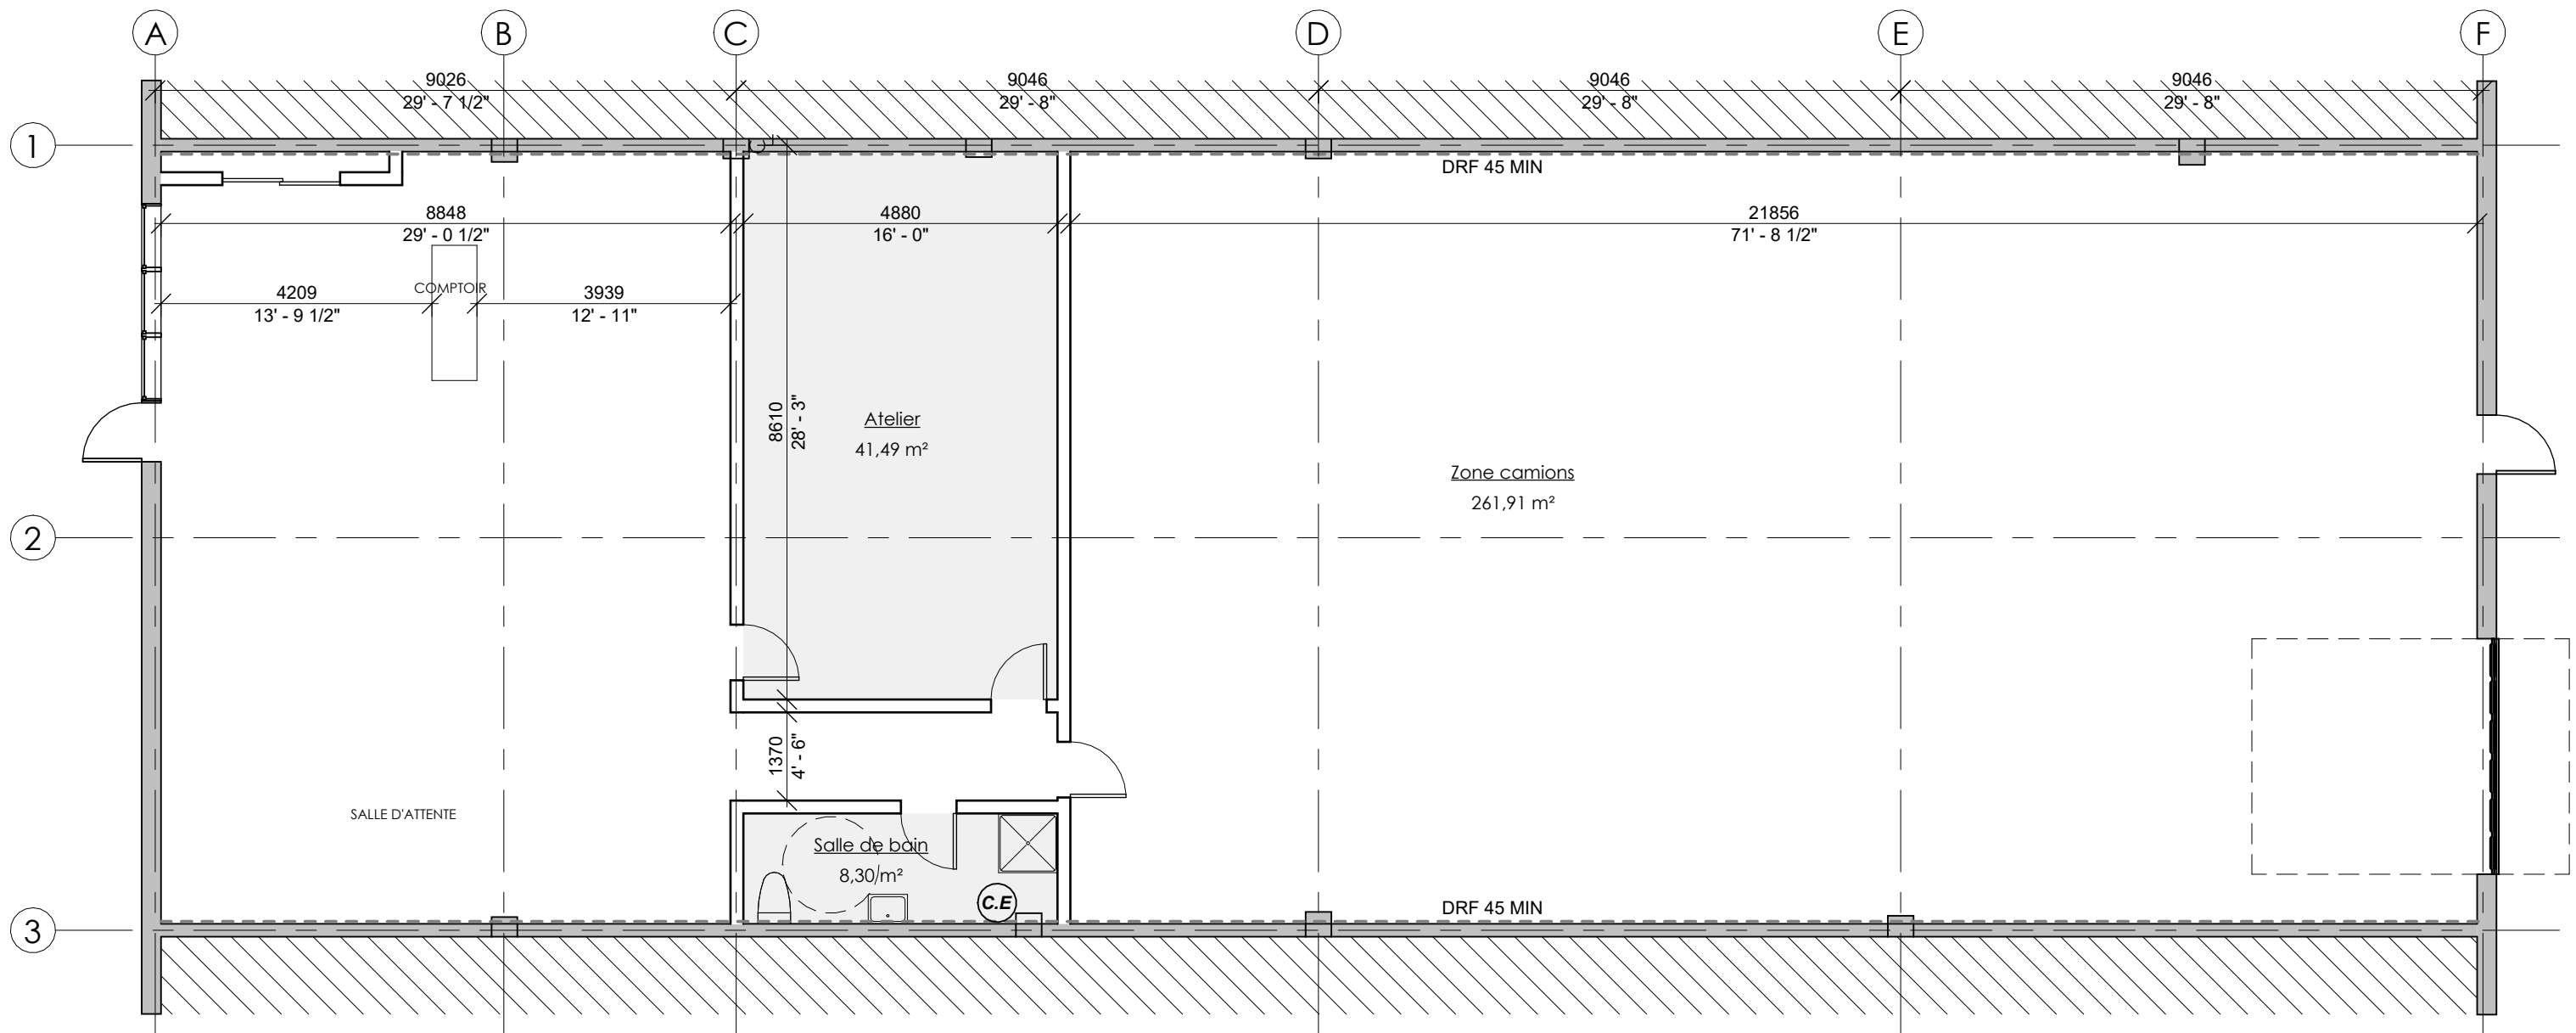 A
B
C
D
E
F
9026
29' - 7 1/2"
9046
29' - 8"
9046
29' - 8"
9046
29' - 8"
1
DRF 45 MIN
8848
29' - 0 1/2"
4880
16' - 0"
21856
71' - 8 1/2"
COMPTOIR
4209
13' - 9 1/2"
3939
12' - 11"
8610
28' - 3"
Atelier
41,49 m²
Zone camions
261,91 m²
2
1370
4' - 6"
SALLE D'ATTENTE
Salle de bain
8,30 m²
C.E
DRF 45 MIN
3